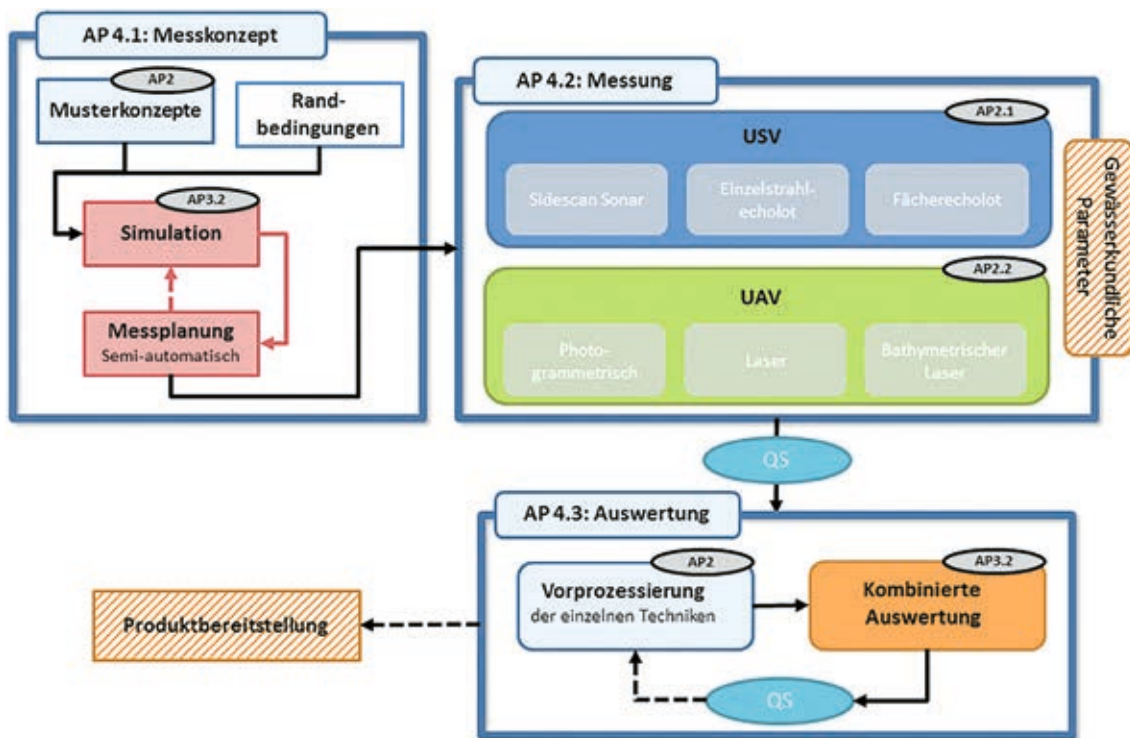 AP 4.1: Messkonzept
AP2
Musterkonzepte
Rand-
bedingungen
AP3.2
Simulation
Messplanung
Semi-automatisch
AP 4.2: Messung
AP2.1
USV
Sidescan Sonar
Einzelstrahl-
echolot
Fächerecholot
AP2.2
UAV
Photo-
grammetrisch
Laser
Bathymetrischer
Laser
Gewässerkundliche
Parameter
QS
AP 4.3: Auswertung
AP2
Vorprozessierung
der einzelnen Techniken
AP3.2
Kombinierte
Auswertung
QS
Produktbereitstellung